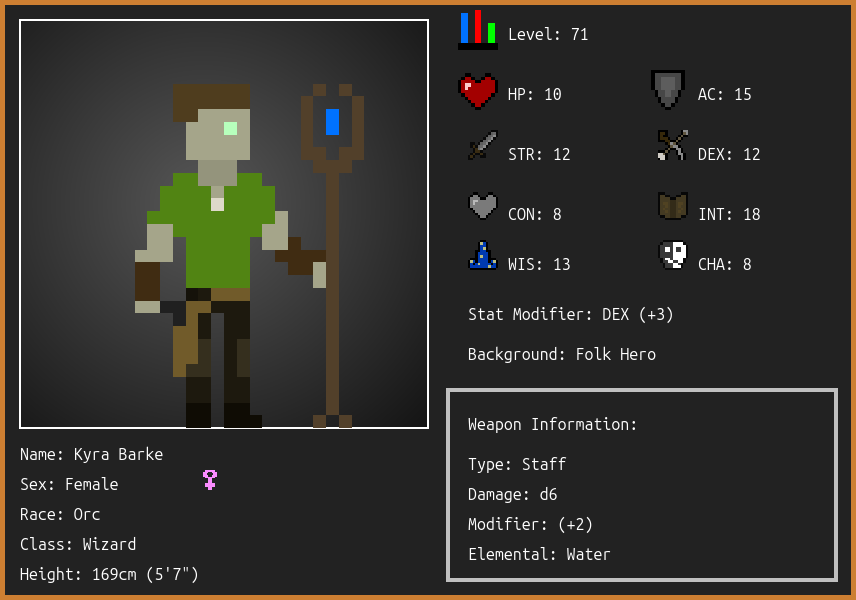 Level: 71
HP: 10
AC: 15
STR: 12
DEX: 12
CON: 8
INT: 18
WIS: 13
CHA: 8
Stat Modifier: DEX (+3)
Background: Folk Hero
Weapon Information:
Type: Staff
Damage: d6
Modifier: (+2)
Elemental: Water
Name: Kyra Barke
Sex: Female
Race: Orc
Class: Wizard
Height: 169cm (5'7")